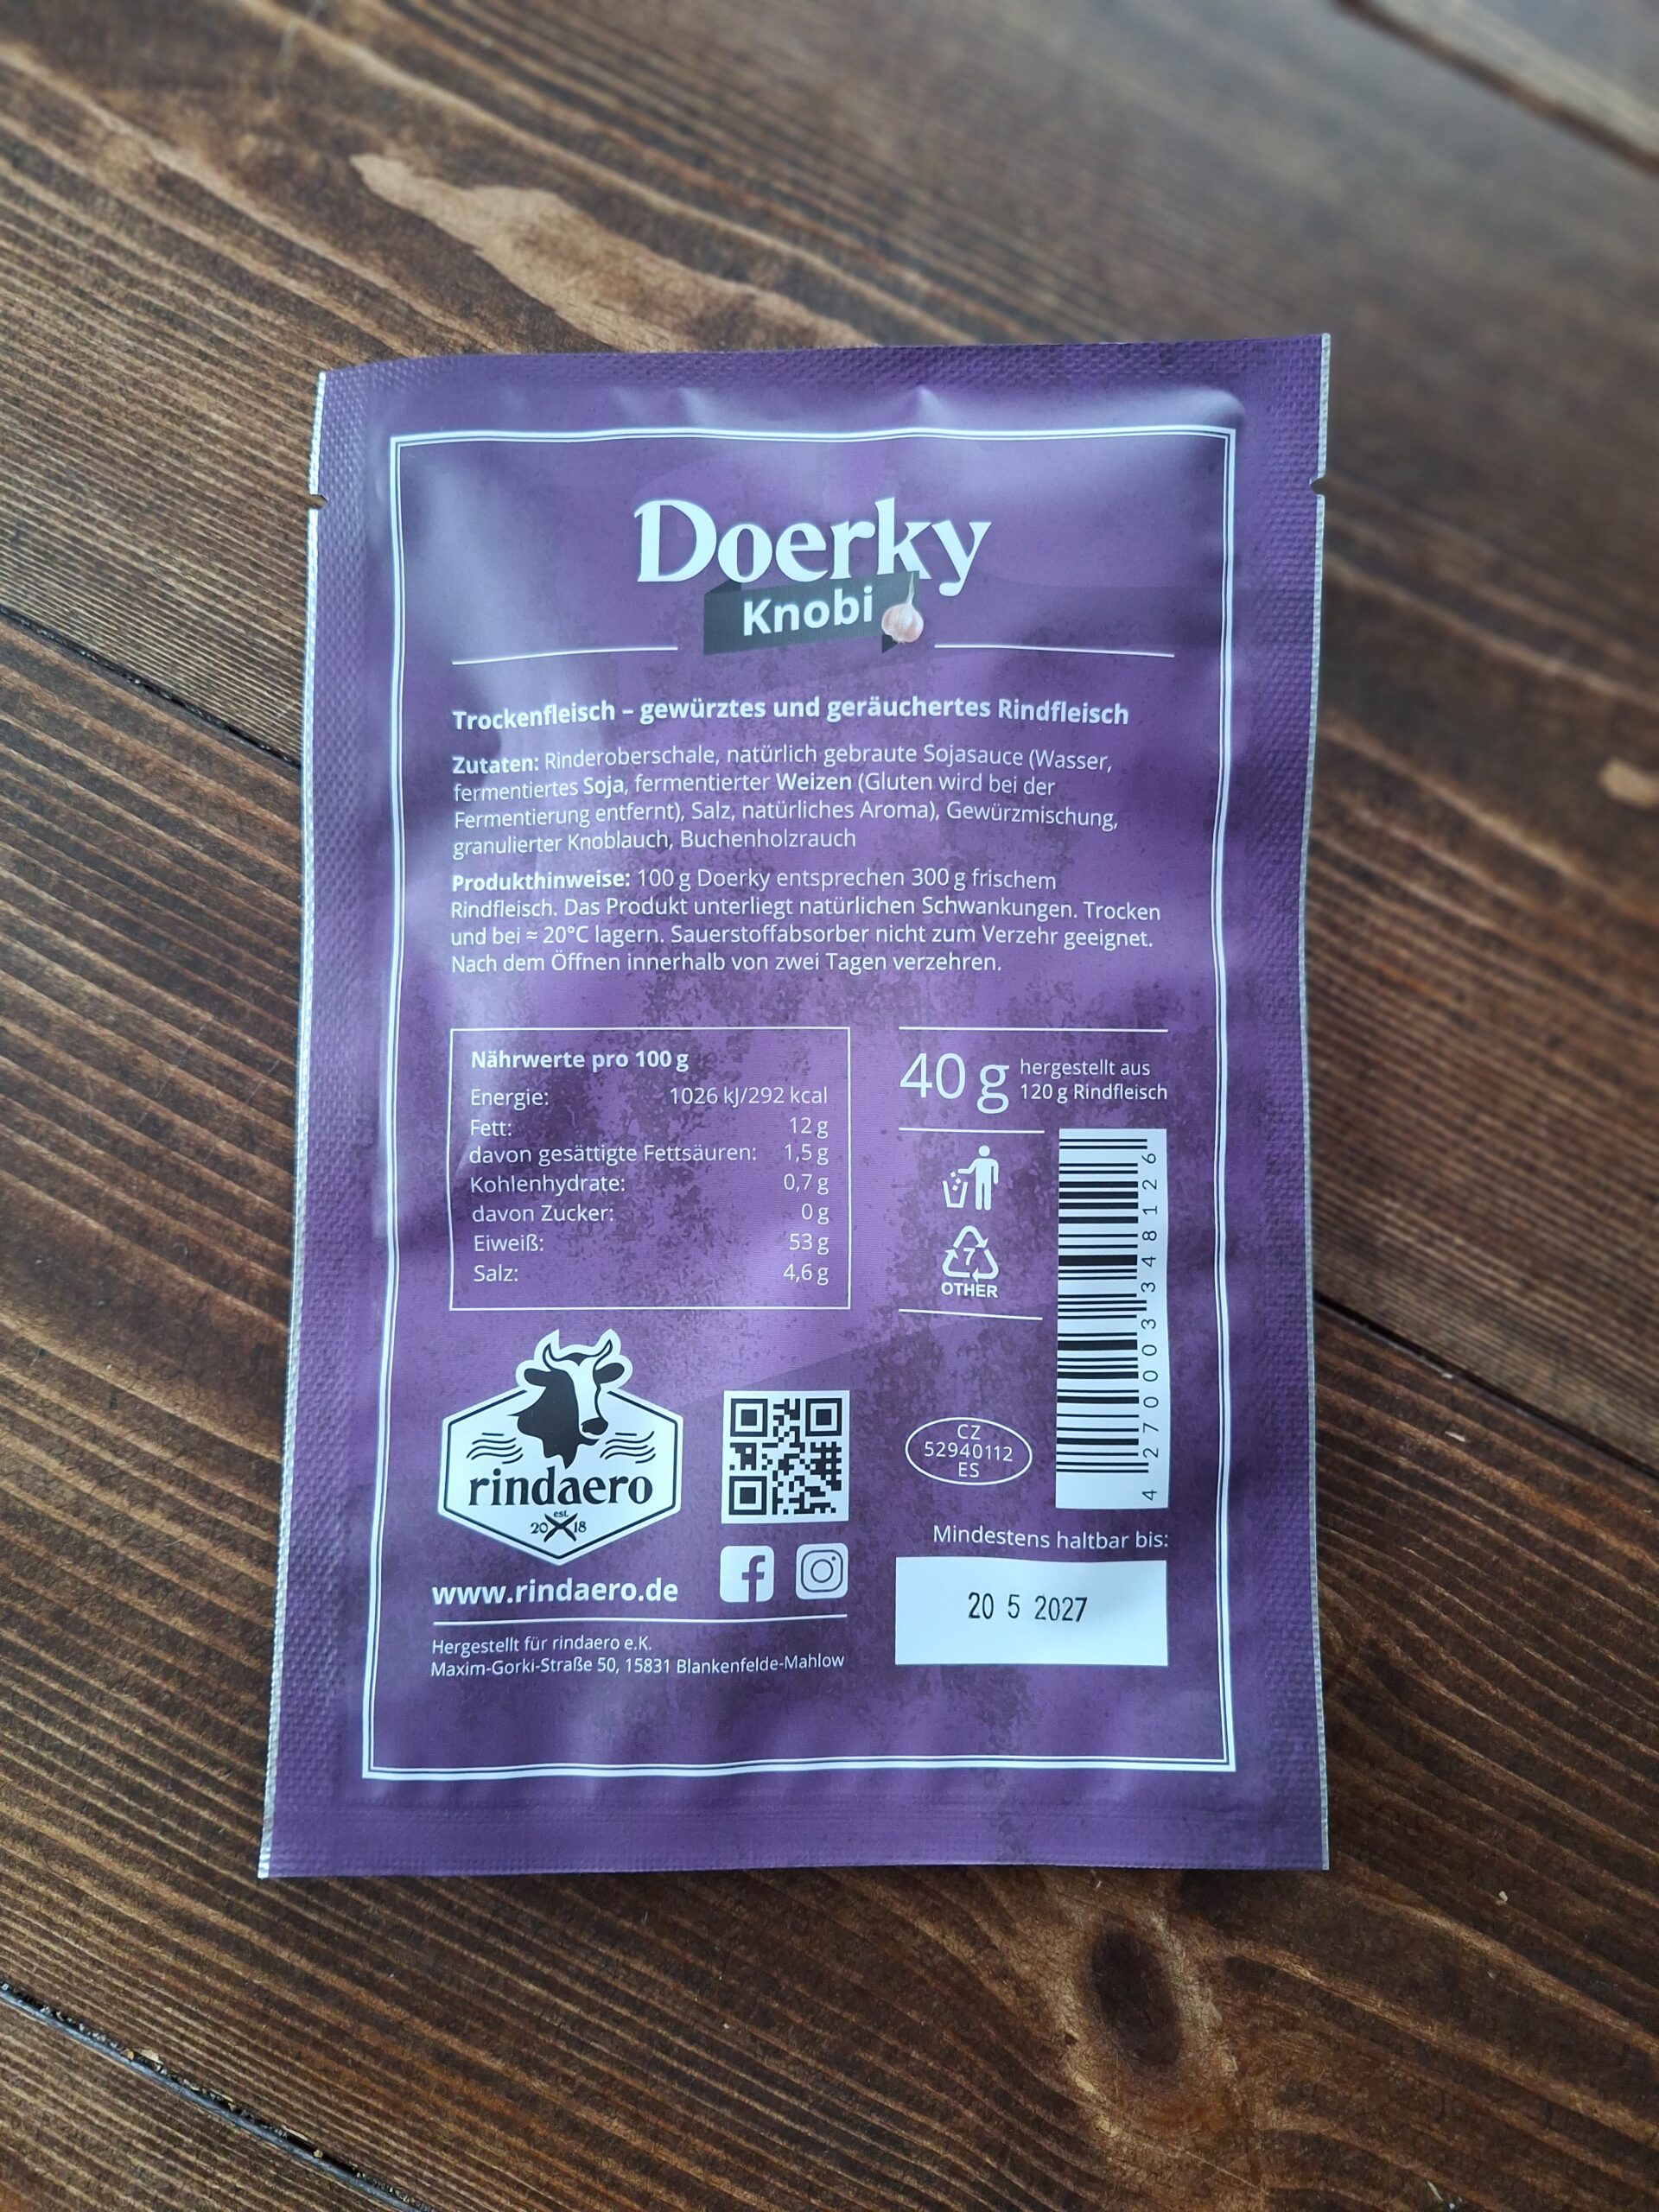 Doerky
Knobi
Trockenfleisch – gewürztes und geräuchertes Rindfleisch
Zutaten: Rinderoberschale, natürlich gebraute Sojasauce (Wasser,
fermentiertes Soja, fermentierter Weizen (Gluten wird bei der
Fermentierung entfernt), Salz, natürliches Aroma), Gewürzmischung,
granulierter Knoblauch, Buchenholzrauch
Produkthinweise: 100 g Doerky entsprechen 300 g frischem
Rindfleisch. Das Produkt unterliegt natürlichen Schwankungen. Trocken
und bei ≈ 20°C lagern. Sauerstoffabsorber nicht zum Verzehr geeignet.
Nach dem Öffnen innerhalb von zwei Tagen verzehren.
Nährwerte pro 100 g
Energie: 1026 kJ/292 kcal
Fett: 12 g
davon gesättigte Fettsäuren: 1,5 g
Kohlenhydrate: 0,7 g
davon Zucker: 0 g
Eiweiß: 53 g
Salz: 4,6 g
40 g hergestellt aus
120 g Rindfleisch
7
OTHER
4270003348126
CZ
52940112
ES
rindaero
est.
20 18
www.rindaero.de
Hergestellt für rindaero e.K.
Maxim-Gorki-Straße 50, 15831 Blankenfelde-Mahlow
Mindestens haltbar bis:
20 5 2027